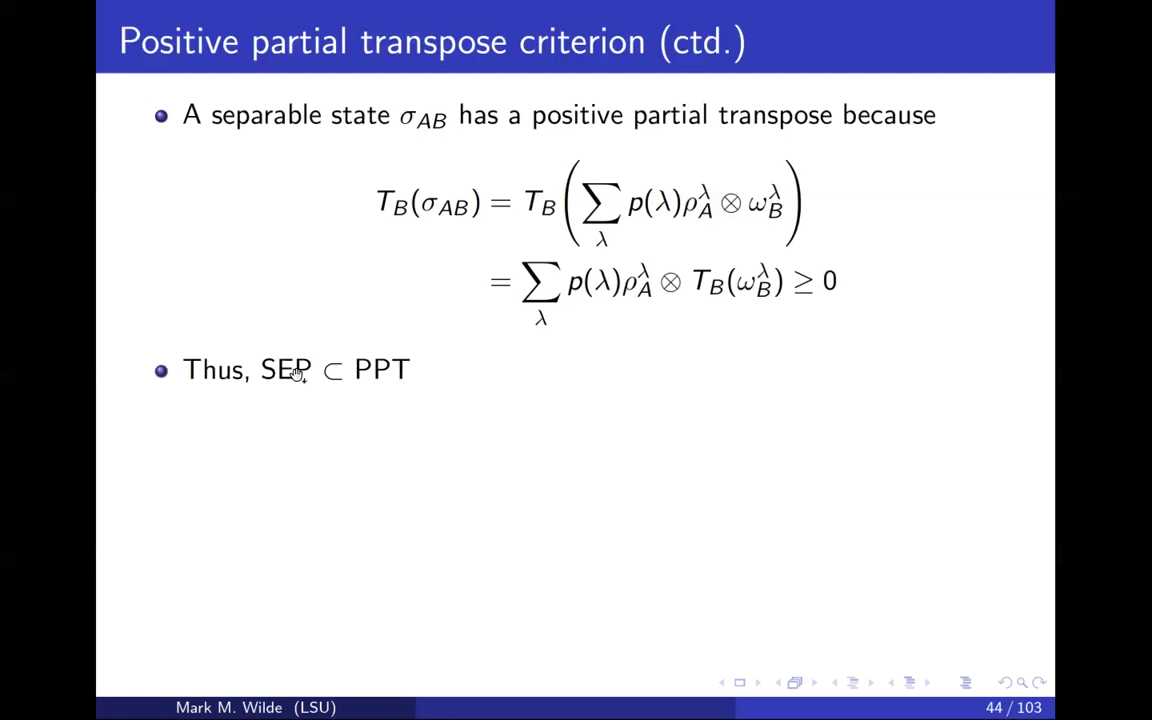 Positive partial transpose criterion (ctd.)
A separable state σ_AB has a positive partial transpose because
T_B(σ_AB) = T_B(∑_λ p(λ)ρ_A^λ ⊗ ω_B^λ)
= ∑_λ p(λ)ρ_A^λ ⊗ T_B(ω_B^λ) ≥ 0
Thus, SEP ⊂ PPT
Mark M. Wilde (LSU)
44 / 103